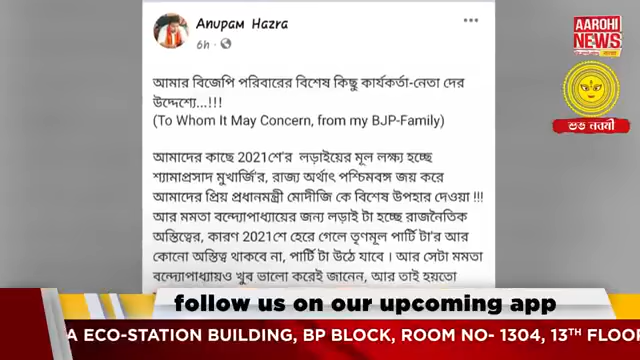 Anupam Hazra
6h
AAROHI
NEWS
বাংলা
শুভ নবমী
আমার বিজেপি পরিবারের বিশেষ কিছু কার্যকর্তা-নেতা দের
উদ্দেশ্যে...!!!
(To Whom It May Concern, from my BJP-Family)
আমাদের কাছে 2021শে'র লড়াইয়ের মূল লক্ষ্য হচ্ছে
শ্যামাপ্রসাদ মুখার্জি'র, রাজ্য অর্থাৎ পশ্চিমবঙ্গ জয় করে
আমাদের প্রিয় প্রধানমন্ত্রী মোদীজি কে বিশেষ উপহার দেওয়া !!!
আর মমতা বন্দ্যোপাধ্যায়ের জন্য লড়াই টা হচ্ছে রাজনৈতিক
অস্তিত্বের, কারণ 2021শে হেরে গেলে তৃণমূল পার্টি টা'র আর
কোনো অস্তিত্ব থাকবে না, পার্টি টা উঠে যাবে । আর সেটা মমতা
বন্দ্যোপাধ্যায়ও খুব ভালো করেই জানেন, আর তাই হয়তো
follow us on our upcoming app
A ECO-STATION BUILDING, BP BLOCK, ROOM NO- 1304, 13TH FLOOR